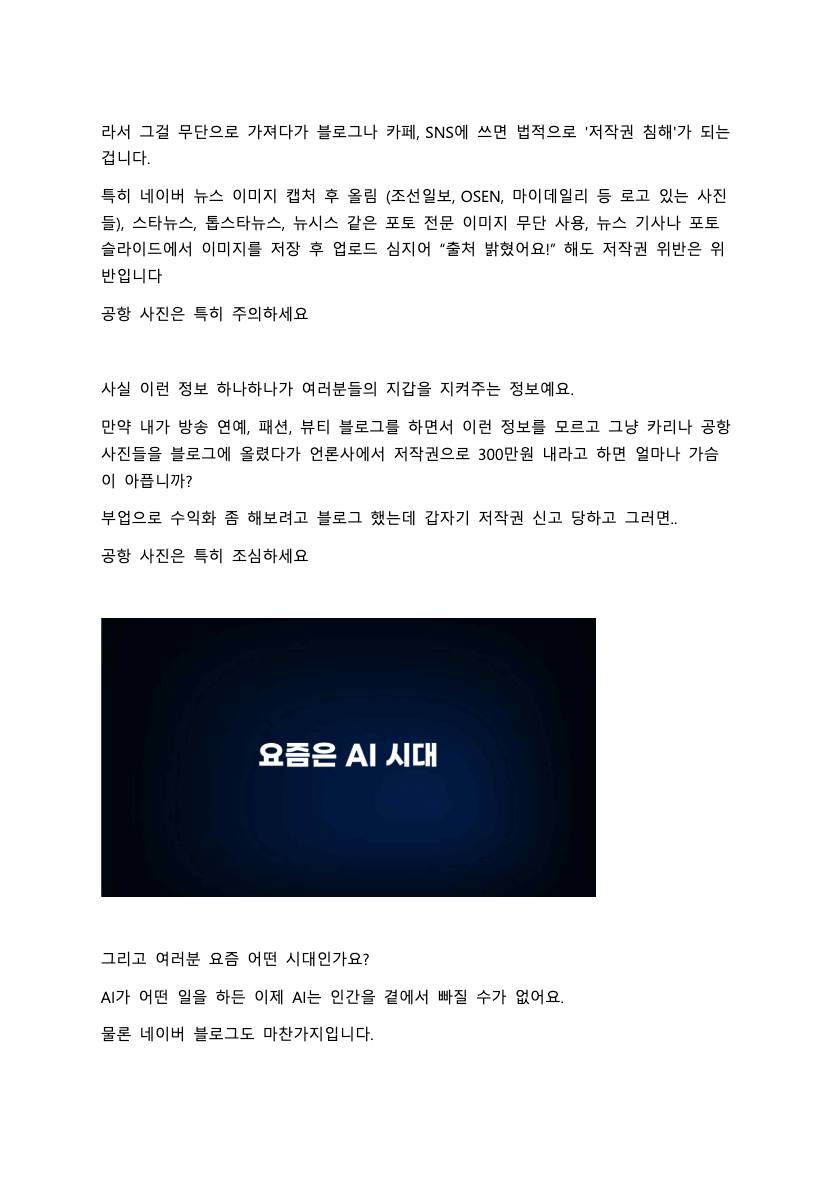 라서 그걸 무단으로 가져다가 블로그나 카페, SNS에 쓰면 법적으로 '저작권 침해'가 되는
겁니다.
특히 네이버 뉴스 이미지 캡처 후 올림 (조선일보, OSEN, 마이데일리 등 로고 있는 사진
들), 스타뉴스, 톱스타뉴스, 뉴시스 같은 포토 전문 이미지 무단 사용, 뉴스 기사나 포토
슬라이드에서 이미지를 저장 후 업로드 심지어 “출처 밝혔어요!” 해도 저작권 위반은 위
반입니다
공항 사진은 특히 주의하세요
사실 이런 정보 하나하나가 여러분들의 지갑을 지켜주는 정보예요.
만약 내가 방송 연예, 패션, 뷰티 블로그를 하면서 이런 정보를 모르고 그냥 카리나 공항
사진들을 블로그에 올렸다가 언론사에서 저작권으로 300만원 내라고 하면 얼마나 가슴
이 아픕니까?
부업으로 수익화 좀 해보려고 블로그 했는데 갑자기 저작권 신고 당하고 그러면..
공항 사진은 특히 조심하세요
요즘은 AI 시대
그리고 여러분 요즘 어떤 시대인가요?
AI가 어떤 일을 하든 이제 AI는 인간을 곁에서 빠질 수가 없어요.
물론 네이버 블로그도 마찬가지입니다.